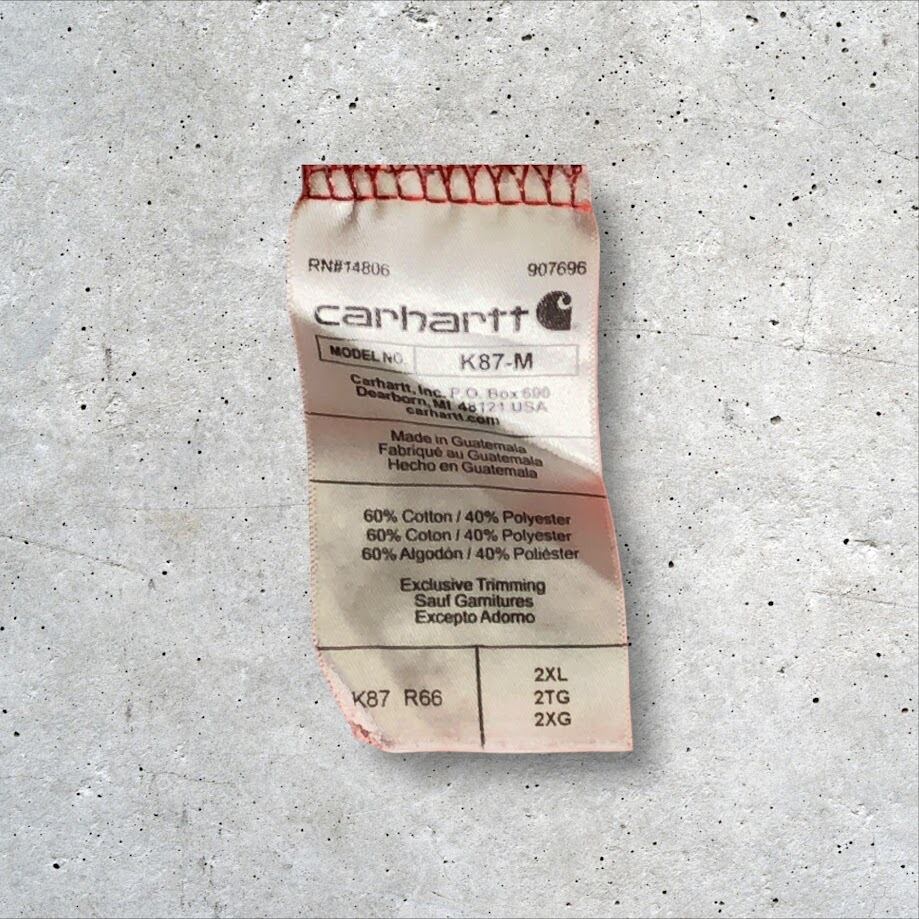 RN#14806 907696
carhartt
MODEL NO. K87-M
Carhartt, Inc. P.O. Box 600
Dearborn, MI 48121 USA
carhartt.com
Made in Guatemala
Fabriqué au Guatemala
Hecho en Guatemala
60% Cotton / 40% Polyester
60% Coton / 40% Polyester
60% Algodón / 40% Poliéster
Exclusive Trimming
Sauf Garnitures
Excepto Adorno
K87 R66
2XL
2TG
2XG